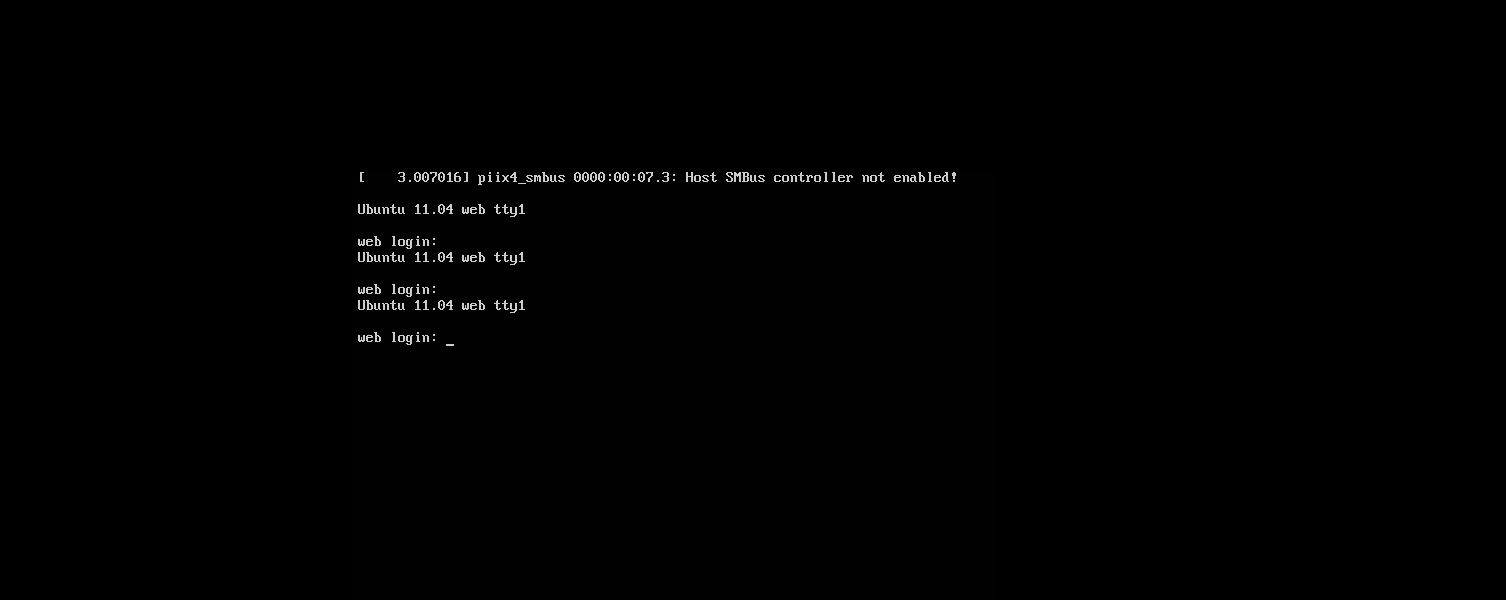 [    3.007016] piix4_smbus 0000:00:07.3: Host SMBus controller not enabled!
Ubuntu 11.04 web tty1
web login:
Ubuntu 11.04 web tty1
web login:
Ubuntu 11.04 web tty1
web login: _